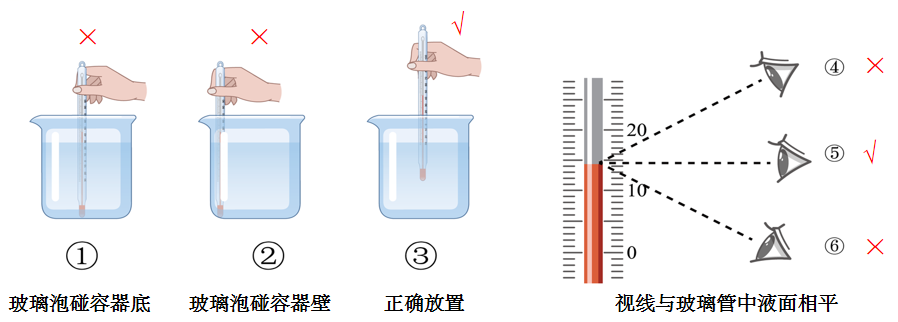 × × √
① ② ③
玻璃泡碰容器底 玻璃泡碰容器壁 正确放置
20
10
0
④ ×
⑤ √
⑥ ×
视线与玻璃管中液面相平